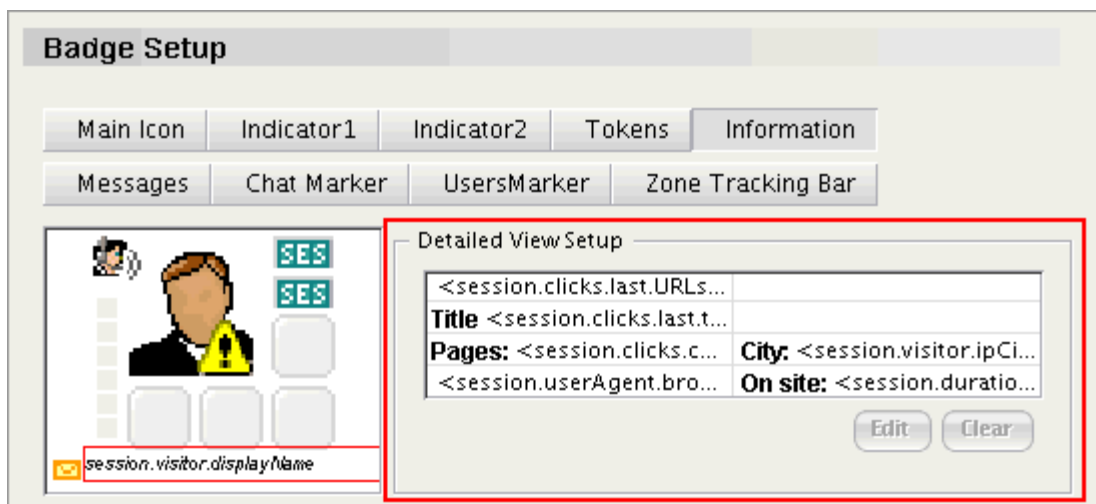 Badge Setup
Main Icon Indicator1 Indicator2 Tokens Information
Messages Chat Marker UsersMarker Zone Tracking Bar
SES
SES
session.visitor.displayName
Detailed View Setup
<session.clicks.last.URLs...
Title <session.clicks.last.t...
Pages: <session.clicks.c... City: <session.visitor.ipCi...
<session.userAgent.bro... On site: <session.duratio...
Edit Clear